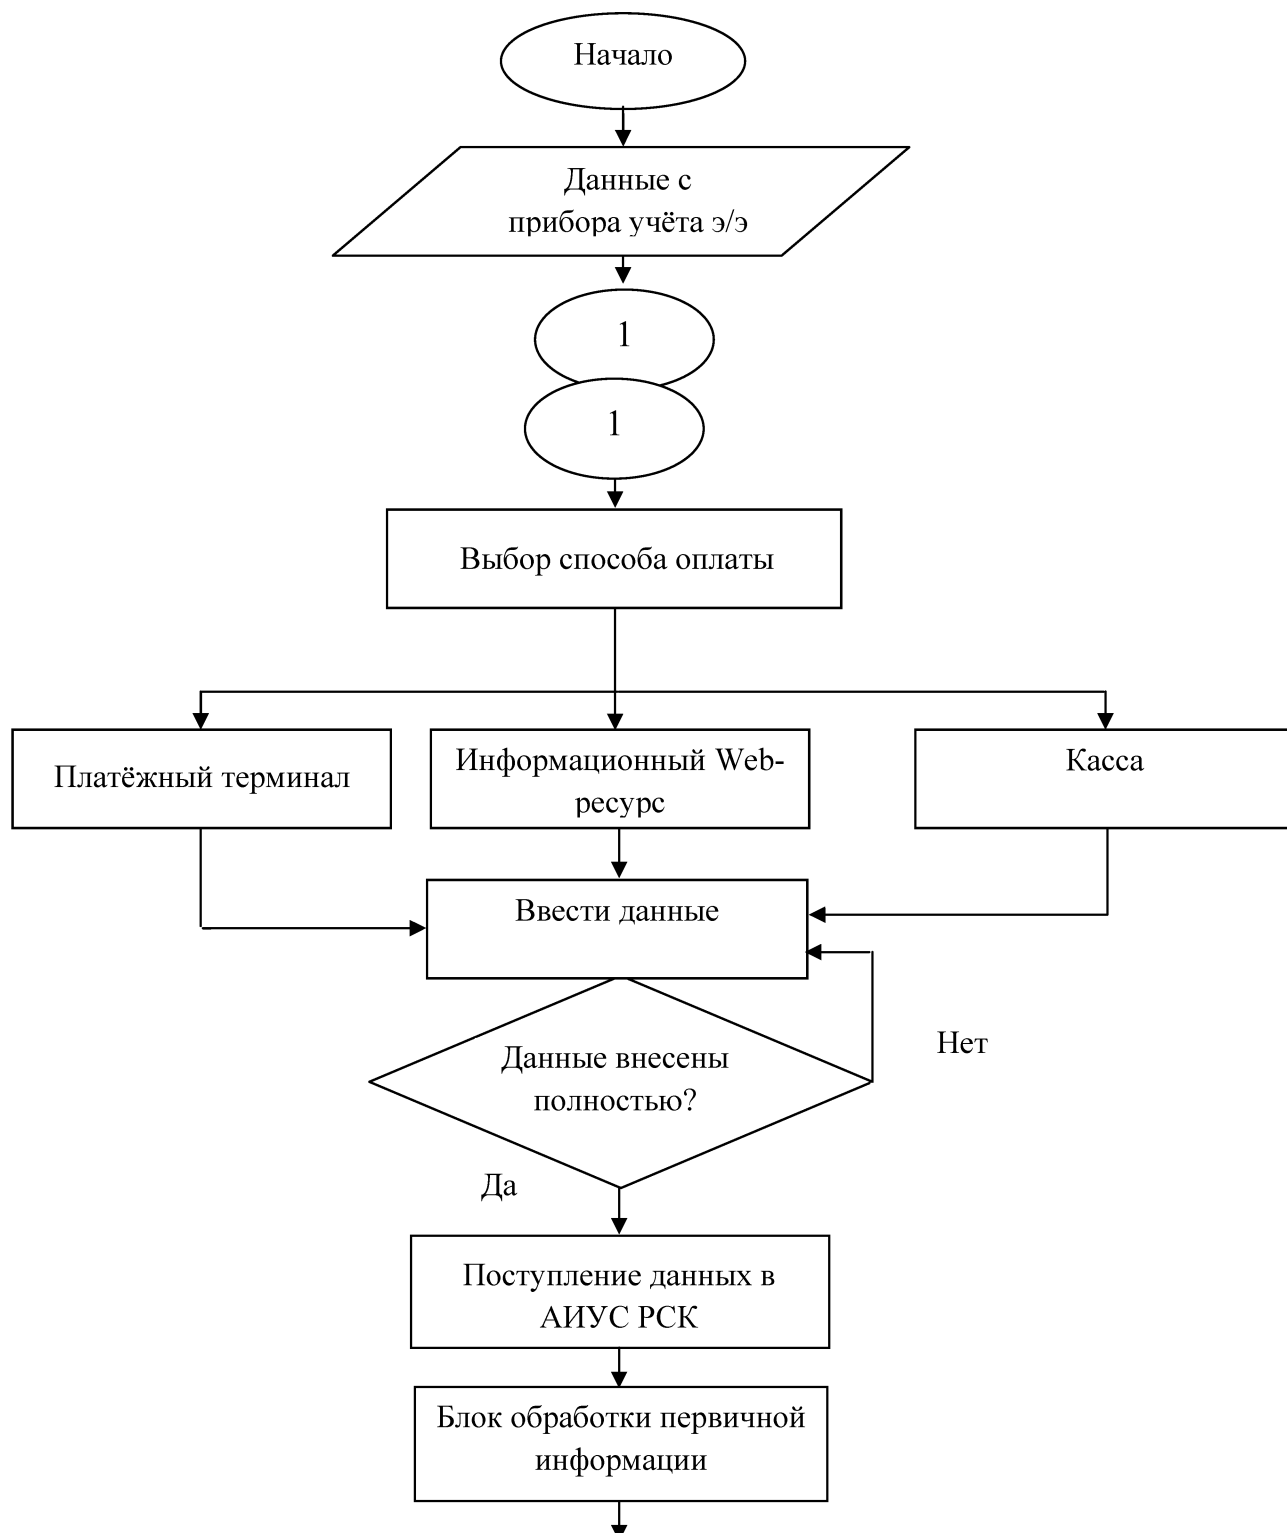 Начало
Данные с
прибора учёта э/э
1
1
Выбор способа оплаты
Платёжный терминал
Информационный Web-
ресурс
Касса
Ввести данные
Данные внесены
полностью?
Нет
Да
Поступление данных в
АИУС РСК
Блок обработки первичной
информации